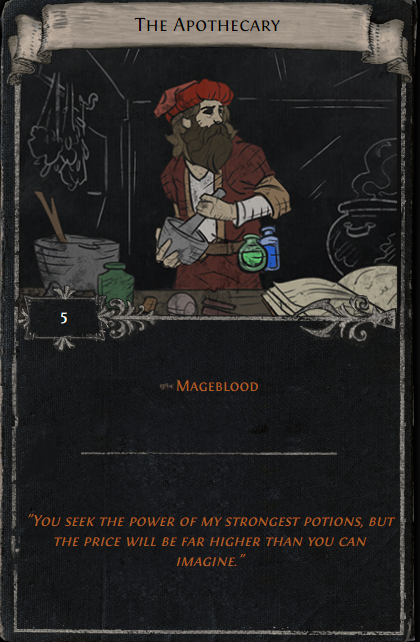 The Apothecary
5
Mageblood
"You seek the power of my strongest potions, but
the price will be far higher than you can
imagine."